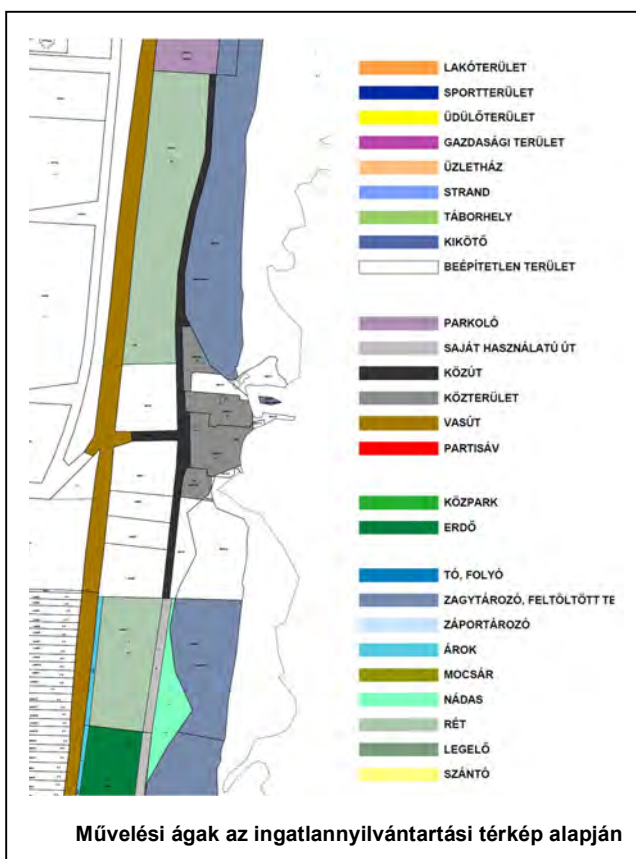 LAKÓTERÜLET
SPORTTERÜLET
ÜDÜLŐTERÜLET
GAZDASÁGI TERÜLET
ÜZLETHÁZ
STRAND
TÁBORHELY
KIKÖTŐ
BEÉPÍTETLEN TERÜLET
PARKOLÓ
SAJÁT HASZNÁLATÚ ÚT
KÖZÚT
KÖZTERÜLET
VASÚT
PARTISÁV
KÖZPARK
ERDŐ
TÓ, FOLYÓ
ZAGYTÁROZÓ, FELTÖLTÖTT TE
ZÁPORTÁROZÓ
ÁROK
MOCSÁR
NÁDAS
RÉT
LEGELŐ
SZÁNTÓ
Művelési ágak az ingatlannyilvántartási térkép alapján